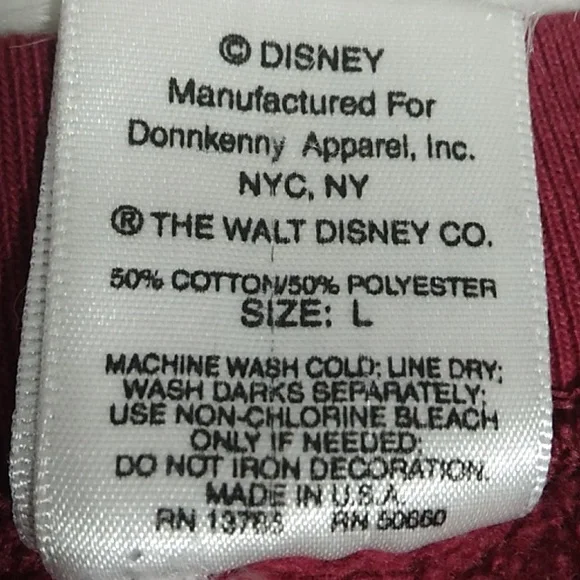 © DISNEY
Manufactured For
Donnkenny Apparel, Inc.
NYC, NY
® THE WALT DISNEY CO.
50% COTTON/50% POLYESTER
SIZE: L
MACHINE WASH COLD; LINE DRY;
WASH DARKS SEPARATELY;
USE NON-CHLORINE BLEACH
ONLY IF NEEDED;
DO NOT IRON DECORATION.
MADE IN U.S.A.
RN 13785 RN 50660